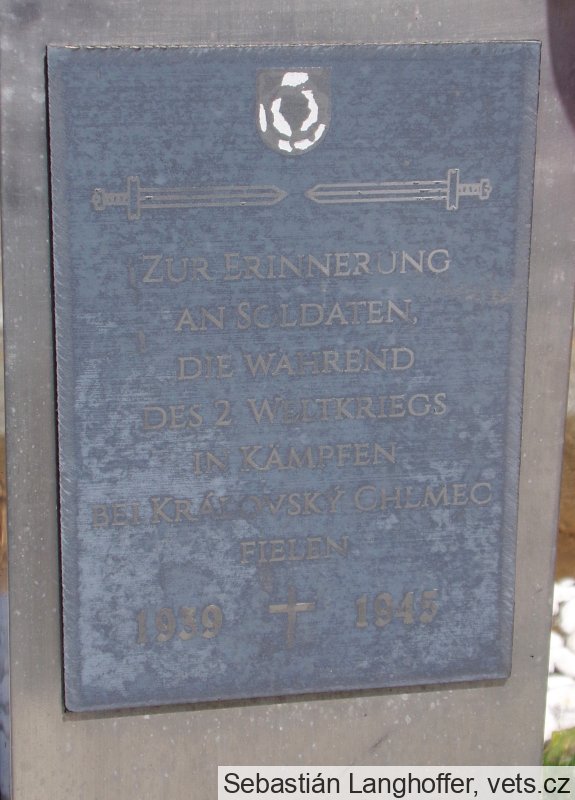 ZUR ERINNERUNG
AN SOLDATEN,
DIE WÄHREND
DES 2. WELTKRIEGS
IN KÄMPFEN
BEI KRÁLOWSKÝ CHLMEC
FIELEN
1939 1945
Sebastián Langhoffer, vets.cz